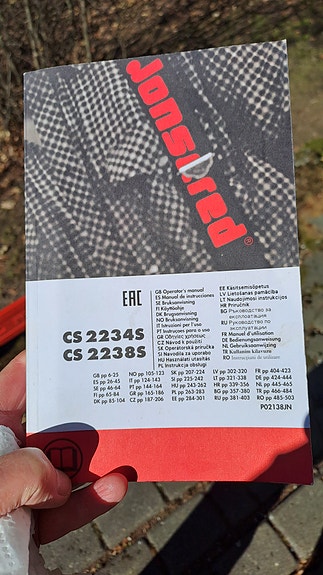 Jonsered®
EAC
CS 2234S
CS 2238S
GB Operator's manual
ES Manual de instrucciones
SE Bruksanvisning
FI Käyttöohje
DK Brugsanvisning
NO Bruksanvisning
IT Istruzioni per l'uso
PT Instruções para o uso
GR Οδηγίες χρήσεως
CZ Návod k použití
SK Operátorská príručka
SI Navodila za uporabo
HU Használati utasítás
PL Instrukcja obsługi
EE Käsitsemisõpetus
LV Lietošanas pamācība
LT Naudojimosi instrukcijos
HR Priručnik
BG Ръководство за
експлоатация
RU Руководство по
эксплуатации
FR Manuel d'utilisation
DE Bedienungsanweisung
NL Gebruiksaanwijzing
TR Kullanim kılavuzu
RO Instrucţiuni de utilizare
GB pp 6-25
ES pp 26-45
SE pp 46-64
FI pp 65-84
DK pp 85-104
NO pp 105-123
IT pp 124-143
PT pp 144-164
GR pp 165-186
CZ pp 187-206
SK pp 207-224
SI pp 225-242
HU pp 243-262
PL pp 263-283
EE pp 284-301
LV pp 302-320
LT pp 321-338
HR pp 339-356
BG pp 357-380
RU pp 381-403
FR pp 404-423
DE pp 424-444
NL pp 445-465
TR pp 466-484
RO pp 485-503
P02138JN